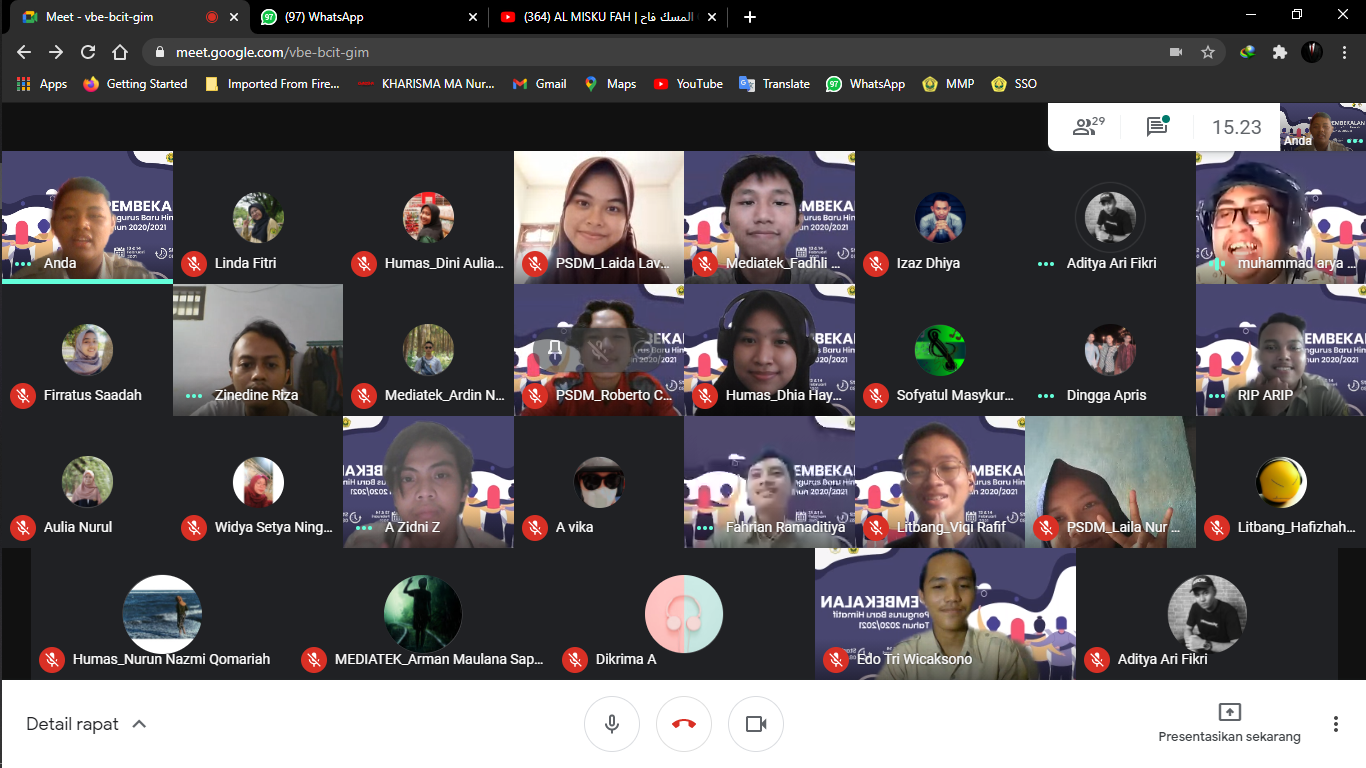 Meet - vbe-bcit-gim
(97) WhatsApp
(364) AL MISKU FAH | المسك فاح
meet.google.com/vbe-bcit-gim
Apps
Getting Started
Imported From Fire...
KHARISMA MA Nur...
Gmail
Maps
YouTube
Translate
97
WhatsApp
MMP
SSO
29
15.23
Anda
Anda
Linda Fitri
Humas_Dini Aulia...
PSDM_Laida Lav...
Mediatek_Fadhli ...
Izaz Dhiya
Aditya Ari Fikri
muhammad arya ...
Firratus Saadah
Zinedine Riza
Mediatek_Ardin N...
PSDM_Roberto C...
Humas_Dhia Hay...
Sofyatul Masykur...
Dingga Apris
RIP ARIP
Aulia Nurul
Widya Setya Ning...
A Zidni Z
A vika
Fahrian Ramaditiya
Litbang_Viqi Rafif
PSDM_Laila Nur ...
Litbang_Hafizhah...
PEMBEKALAN
Pengurus Baru Himatif
Tahun 2020/2021
Humas_Nurun Nazmi Qomariah
MEDIATEK_Arman Maulana Sap...
Dikrima A
Edo Tri Wicaksono
Aditya Ari Fikri
Detail rapat
Presentasikan sekarang